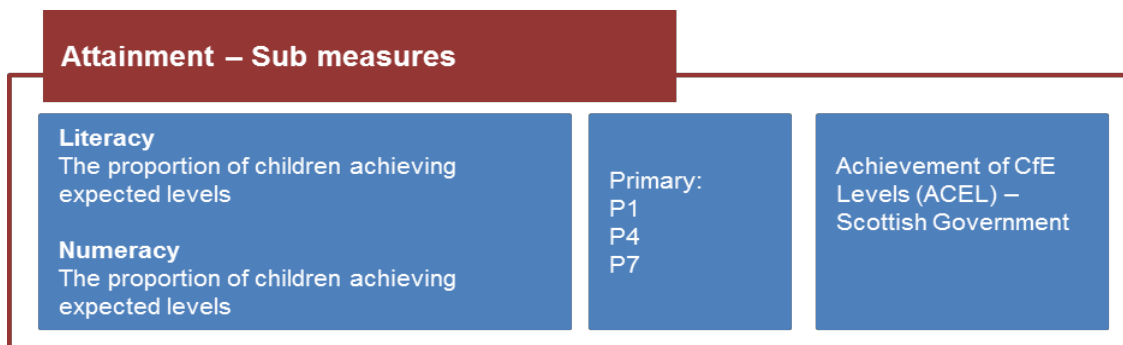 Attainment – Sub measures
Literacy
The proportion of children achieving
expected levels
Numeracy
The proportion of children achieving
expected levels
Primary:
P1
P4
P7
Achievement of CfE
Levels (ACEL) –
Scottish Government